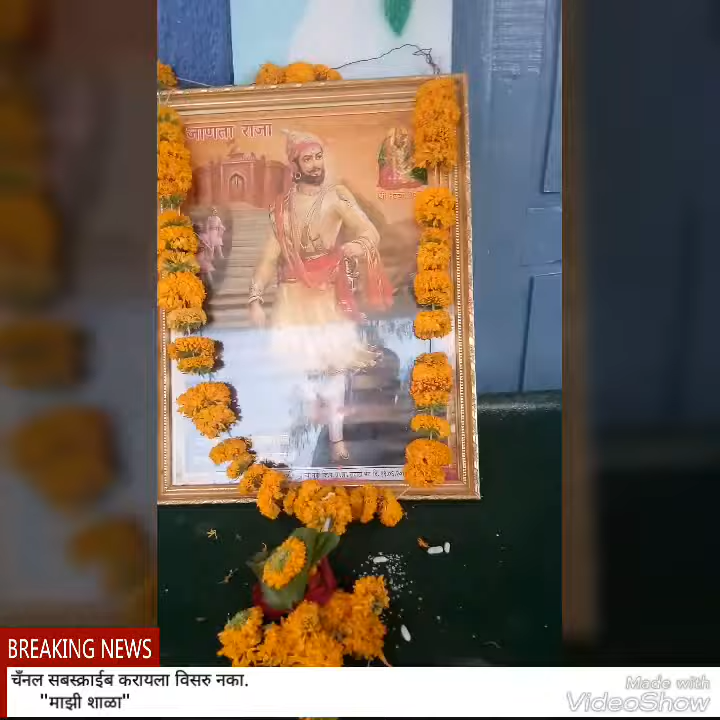 जाणता राजा
BREAKING NEWS
चॅनल सबस्क्राईब करायला विसरु नका.
"माझी शाळा"
Made with
VideoShow